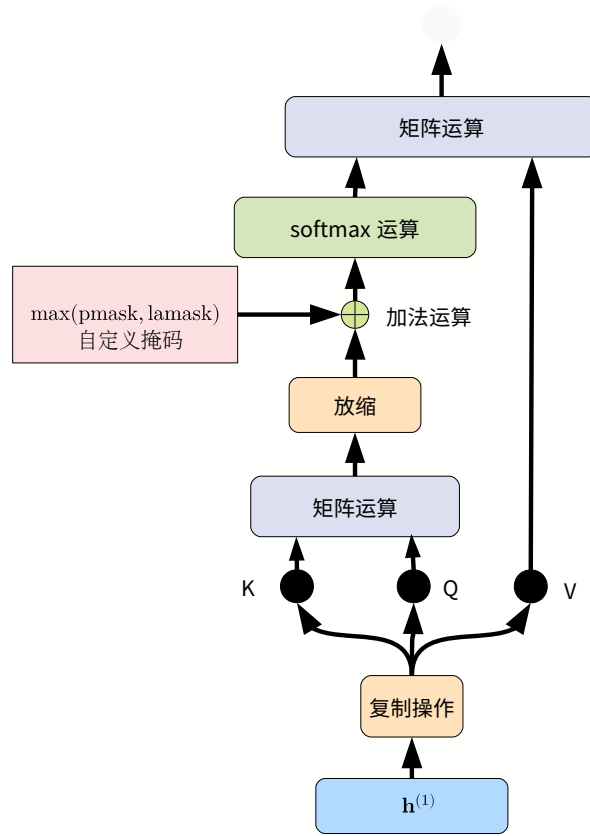 矩阵运算
softmax 运算
max(pmask, lamask)
自定义掩码
加法运算
放缩
矩阵运算
K
Q
V
复制操作
h^{(1)}